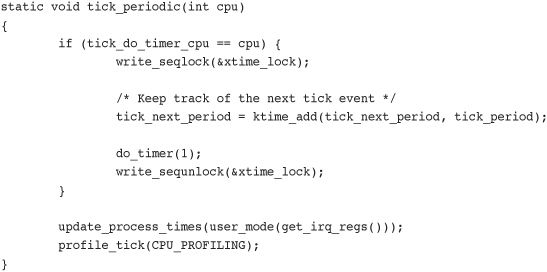 static void tick_periodic(int cpu)
{
        if (tick_do_timer_cpu == cpu) {
                write_seqlock(&xtime_lock);

                /* Keep track of the next tick event */
                tick_next_period = ktime_add(tick_next_period, tick_period);

                do_timer(1);
                write_sequnlock(&xtime_lock);
        }

        update_process_times(user_mode(get_irq_regs()));
        profile_tick(CPU_PROFILING);
}